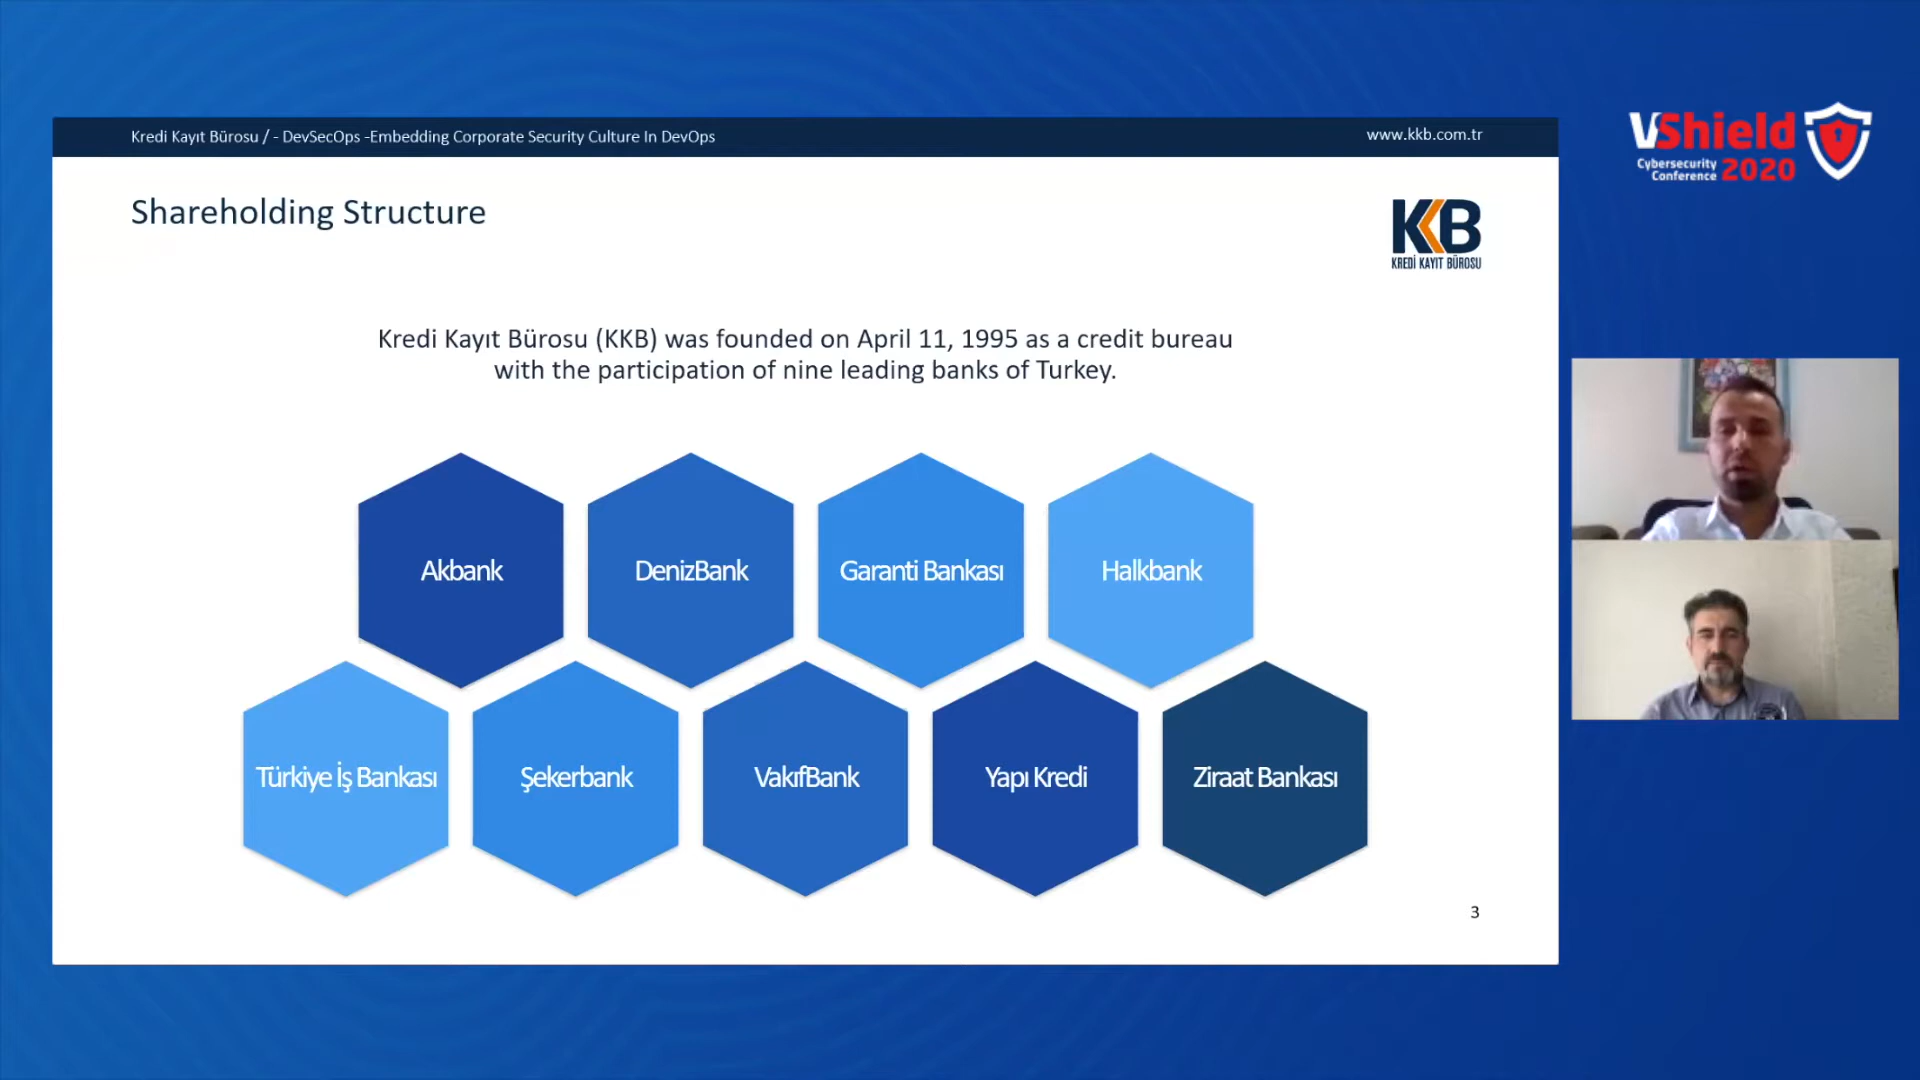 Kredi Kayıt Bürosu / - DevSecOps -Embedding Corporate Security Culture In DevOps
www.kkb.com.tr
VShield
Cybersecurity
Conference 2020
Shareholding Structure
KKB
KREDİ KAYIT BÜROSU
Kredi Kayıt Bürosu (KKB) was founded on April 11, 1995 as a credit bureau
with the participation of nine leading banks of Turkey.
Akbank
DenizBank
Garanti Bankası
Halkbank
Türkiye İş Bankası
Şekerbank
VakıfBank
Yapı Kredi
Ziraat Bankası
3